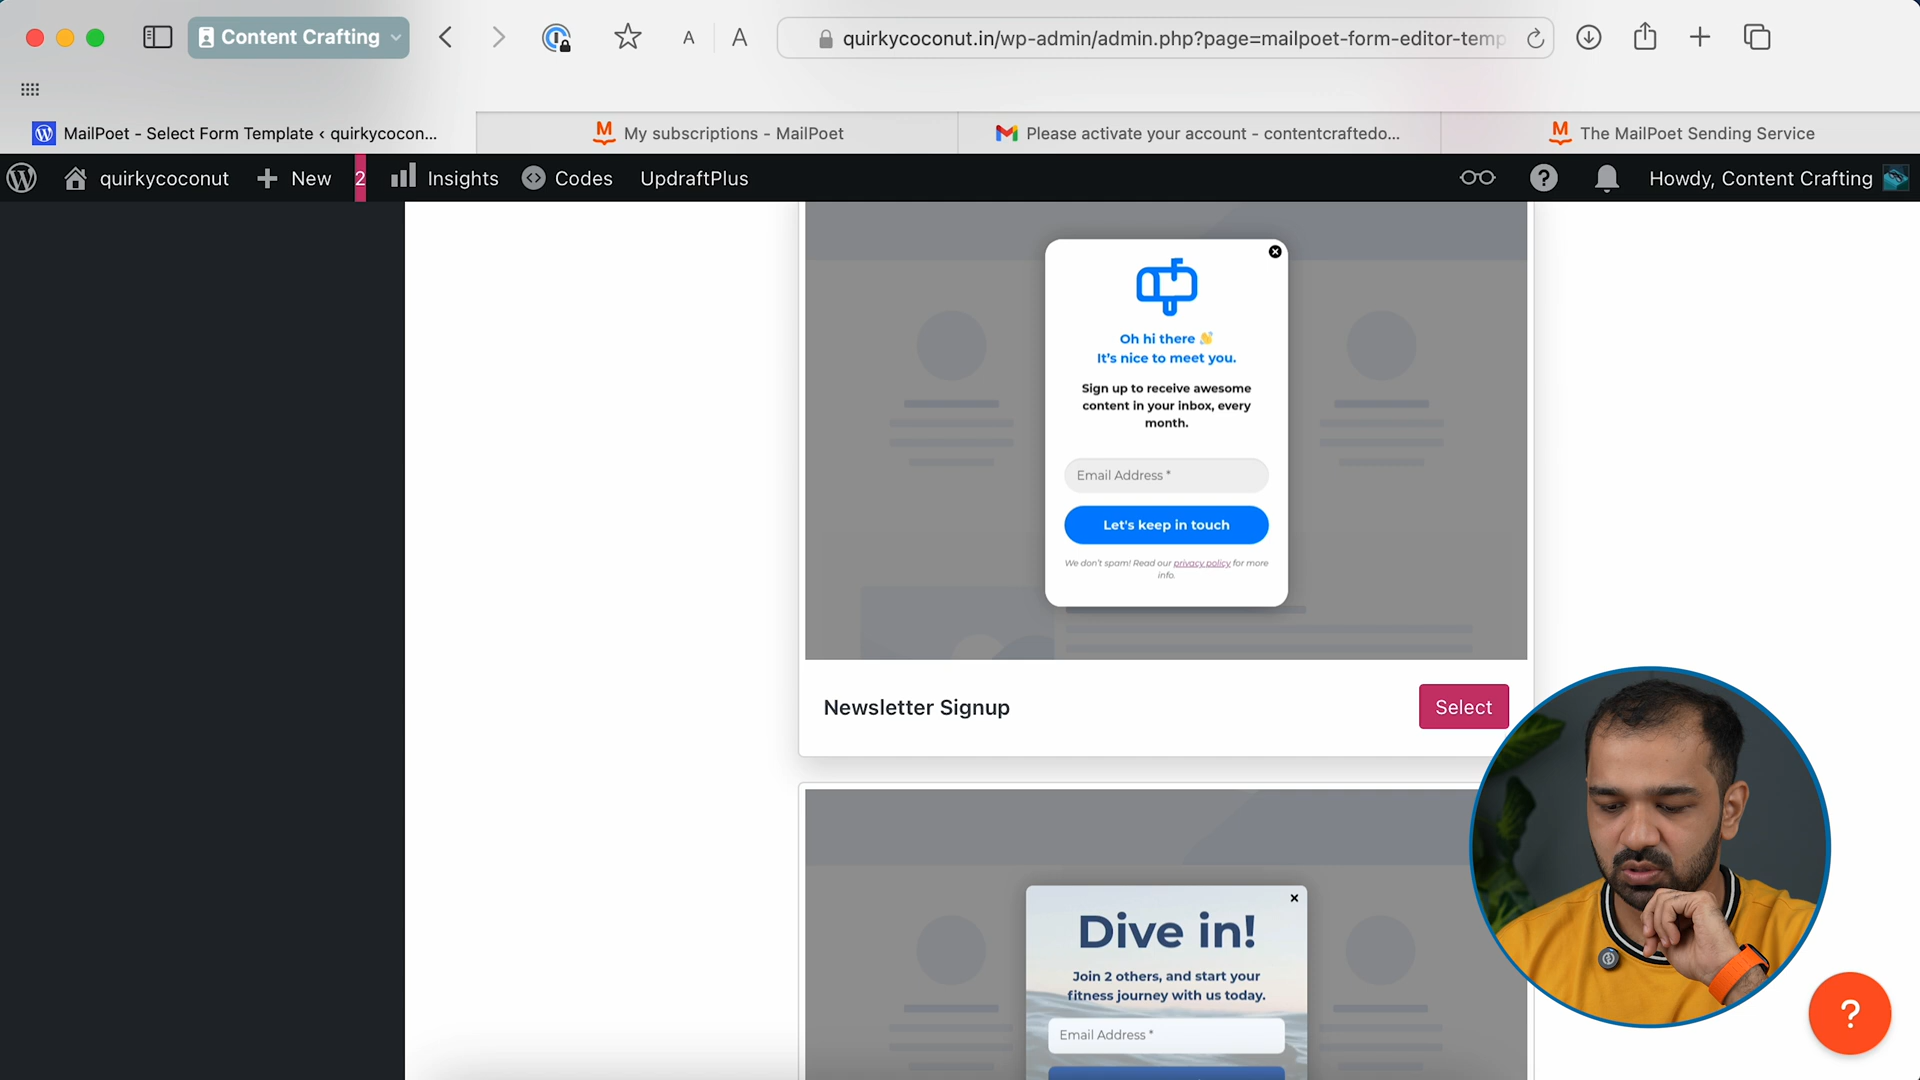 Content Crafting
A
A
quirkycoconut.in/wp-admin/admin.php?page=mailpoet-form-editor-temp
MailPoet - Select Form Template ‹ quirkycocon...
My subscriptions - MailPoet
Please activate your account - contentcraftedo...
The MailPoet Sending Service
quirkycoconut
New
2
Insights
Codes
UpdraftPlus
Howdy, Content Crafting
Oh hi there 👋
It's nice to meet you.
Sign up to receive awesome
content in your inbox, every
month.
Email Address *
Let's keep in touch
We don't spam! Read our privacy policy for more
info.
Newsletter Signup
Select
Dive in!
Join 2 others, and start your
fitness journey with us today.
Email Address *
?